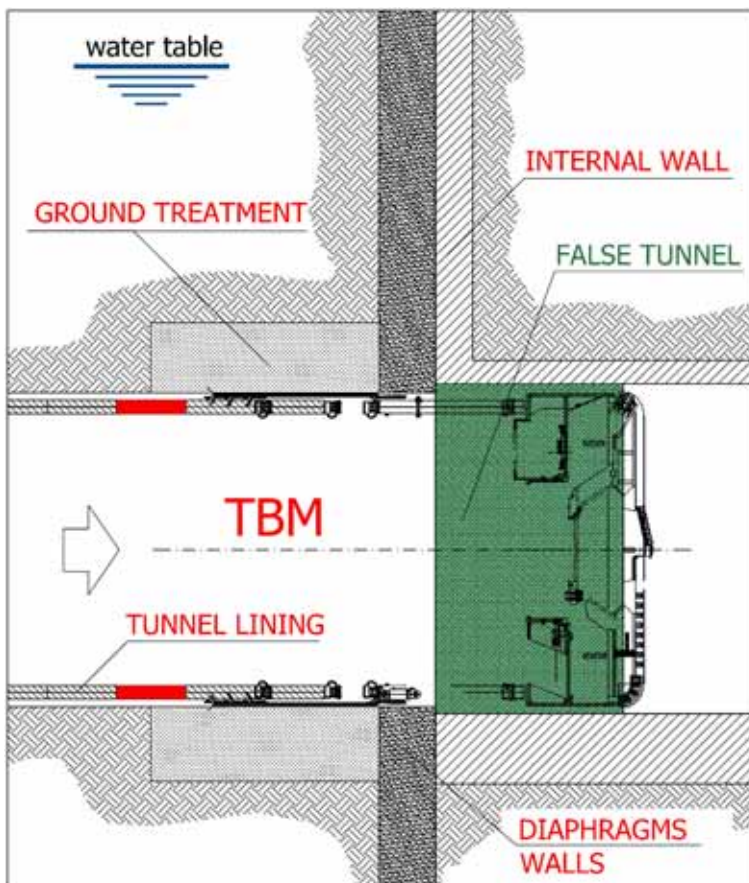 water table
INTERNAL WALL
GROUND TREATMENT
FALSE TUNNEL
TBM
TUNNEL LINING
DIAPHRAGMS
WALLS